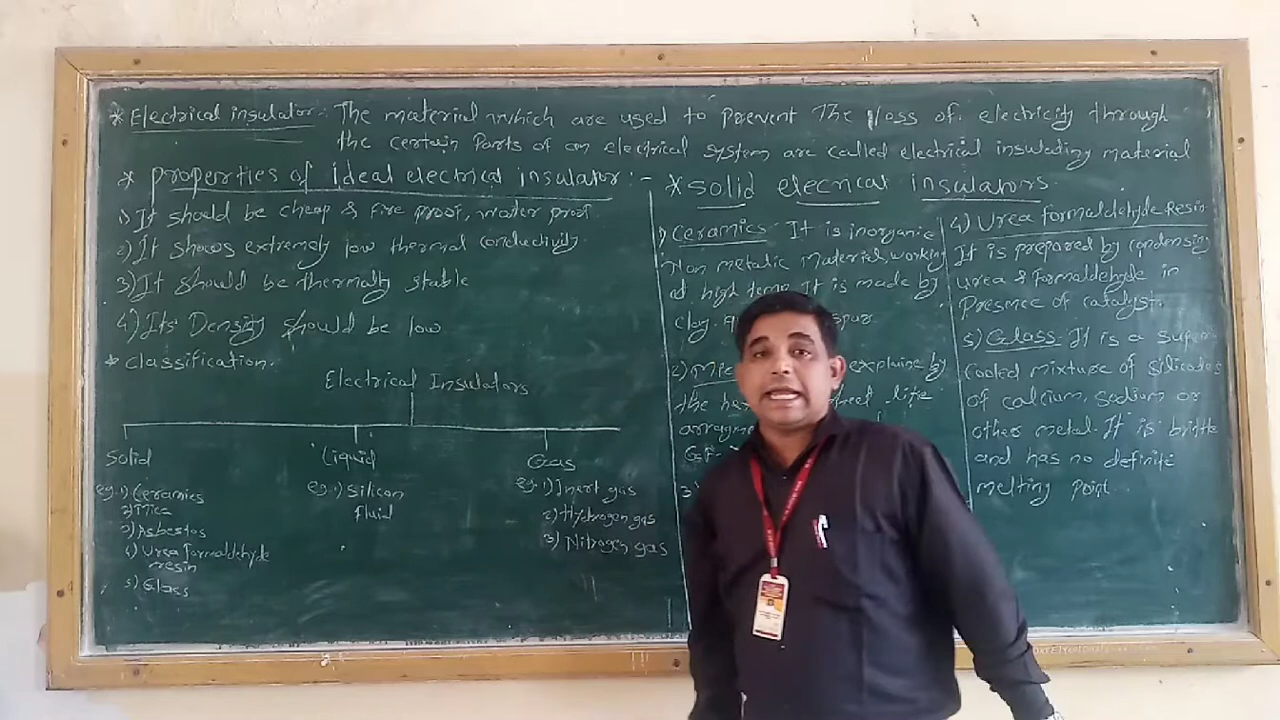 * Electrical insulator:- The material which are used to prevent The loss of electricity through
the certain Parts of an electrical system are called electrical insulating material
* properties of ideal electrical insulator:-
1) It should be cheap & fire proof, water proof.
2) It shows extremely low thermal conductivity
3) It should be thermally stable
4) Its Density should be low
* Classification.
Electrical Insulators
Solid
eg. 1) Ceramics
2) Mica
3) Asbestos
4) Urea formaldehyde
resin
5) Glass
Liquid
eg. 1) Silicon
fluid
Gas
eg. 1) Inert gas
2) Hydrogen gas
3) Nitrogen gas
* Solid elecrical insulators
1) Ceramics- It is inorganic
Non metalic material, working
at high temp. It is made by
Clay,
2) explaine by
the
life
3)
4) Urea formaldehyde Resin
It is prepared by condensing
urea & Formaldehyde in
Presnce of catalyst.
5) Glass- It is a super
cooled mixture of silicates
of calcium, sodium or
other metal. It is brittle
and has no definite
melting point.